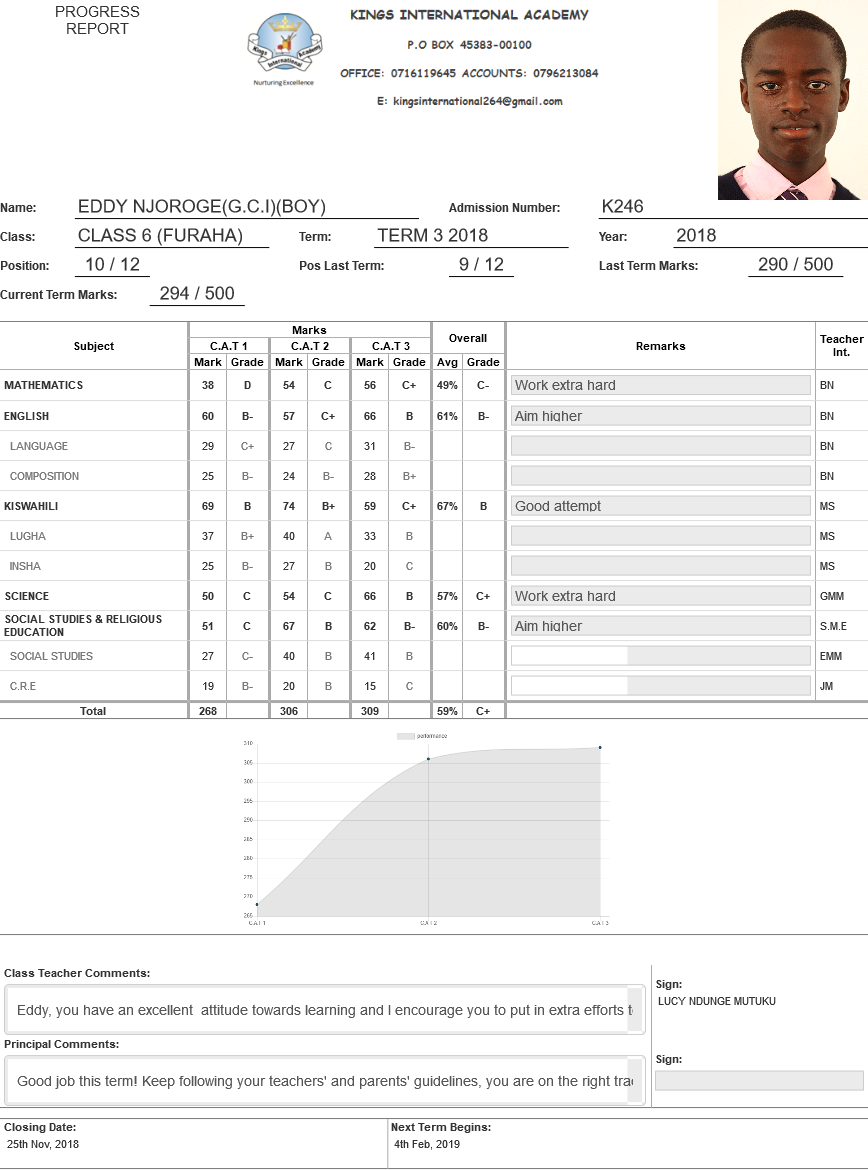 PROGRESS
REPORT
Kings International Academy
Nurturing Excellence
KINGS INTERNATIONAL ACADEMY
P.O BOX 45383-00100
OFFICE: 0716119645 ACCOUNTS: 0796213084
E: kingsinternational264@gmail.com
Name: EDDY NJOROGE(G.C.I)(BOY) Admission Number: K246
Class: CLASS 6 (FURAHA) Term: TERM 3 2018 Year: 2018
Position: 10 / 12 Pos Last Term: 9 / 12 Last Term Marks: 290 / 500
Current Term Marks: 294 / 500
Subject Marks Overall Remarks Teacher Int.
C.A.T 1 C.A.T 2 C.A.T 3
Mark Grade Mark Grade Mark Grade Avg Grade
MATHEMATICS 38 D 54 C 56 C+ 49% C- Work extra hard BN
ENGLISH 60 B- 57 C+ 66 B 61% B- Aim higher BN
LANGUAGE 29 C+ 27 C 31 B- BN
COMPOSITION 25 B- 24 B- 28 B+ BN
KISWAHILI 69 B 74 B+ 59 C+ 67% B Good attempt MS
LUGHA 37 B+ 40 A 33 B MS
INSHA 25 B- 27 B 20 C MS
SCIENCE 50 C 54 C 66 B 57% C+ Work extra hard GMM
SOCIAL STUDIES & RELIGIOUS
EDUCATION 51 C 67 B 62 B- 60% B- Aim higher S.M.E
SOCIAL STUDIES 27 C- 40 B 41 B EMM
C.R.E 19 B- 20 B 15 C JM
Total 268 306 309 59% C+
performance
310
305
300
295
290
285
280
275
270
265
C.A.T 1 C.A.T 2 C.A.T 3
Class Teacher Comments:
Eddy, you have an excellent attitude towards learning and I encourage you to put in extra efforts
Sign:
LUCY NDUNGE MUTUKU
Principal Comments:
Good job this term! Keep following your teachers' and parents' guidelines, you are on the right
Sign:
Closing Date: Next Term Begins:
25th Nov, 2018 4th Feb, 2019